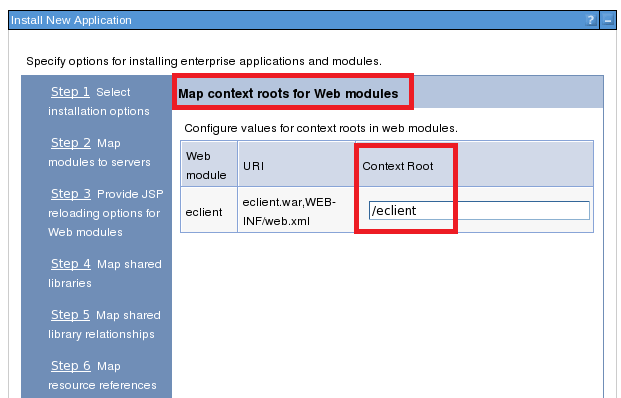 Install New Application
? –
Specify options for installing enterprise applications and modules.
Step 1 Select
installation options
Step 2 Map
modules to servers
Step 3 Provide JSP
reloading options for
Web modules
Step 4 Map shared
libraries
Step 5 Map shared
library relationships
Step 6 Map
resource references
Map context roots for Web modules
Configure values for context roots in web modules.
Web
module
URI
Context Root
eclient
eclient.war,WEB-
INF/web.xml
/eclient